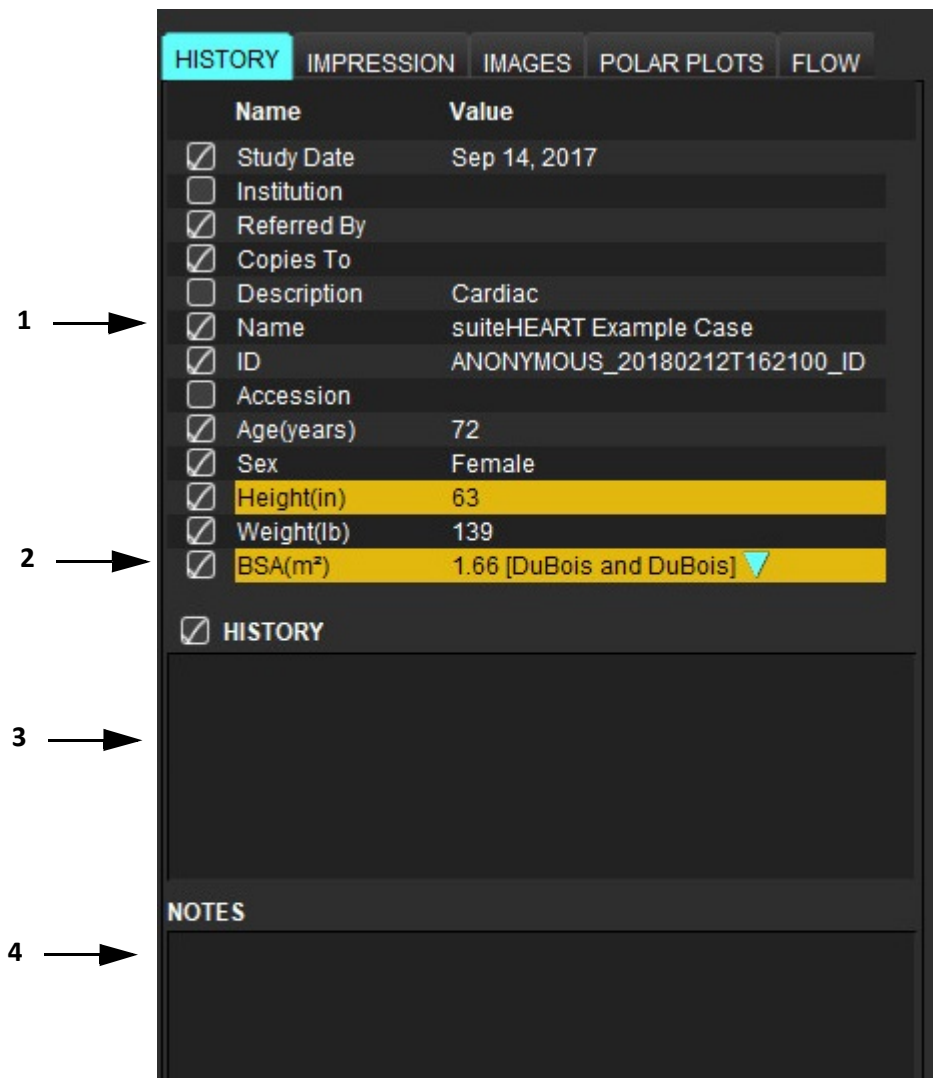 HISTORY IMPRESSION IMAGES POLAR PLOTS FLOW
Name Value
Study Date Sep 14, 2017
Institution
Referred By
Copies To
Description Cardiac
1 Name suiteHEART Example Case
ID ANONYMOUS_20180212T162100_ID
Accession
Age(years) 72
Sex Female
Height(in) 63
Weight(lb) 139
2 BSA(m²) 1.66 [DuBois and DuBois]
HISTORY
3
NOTES
4